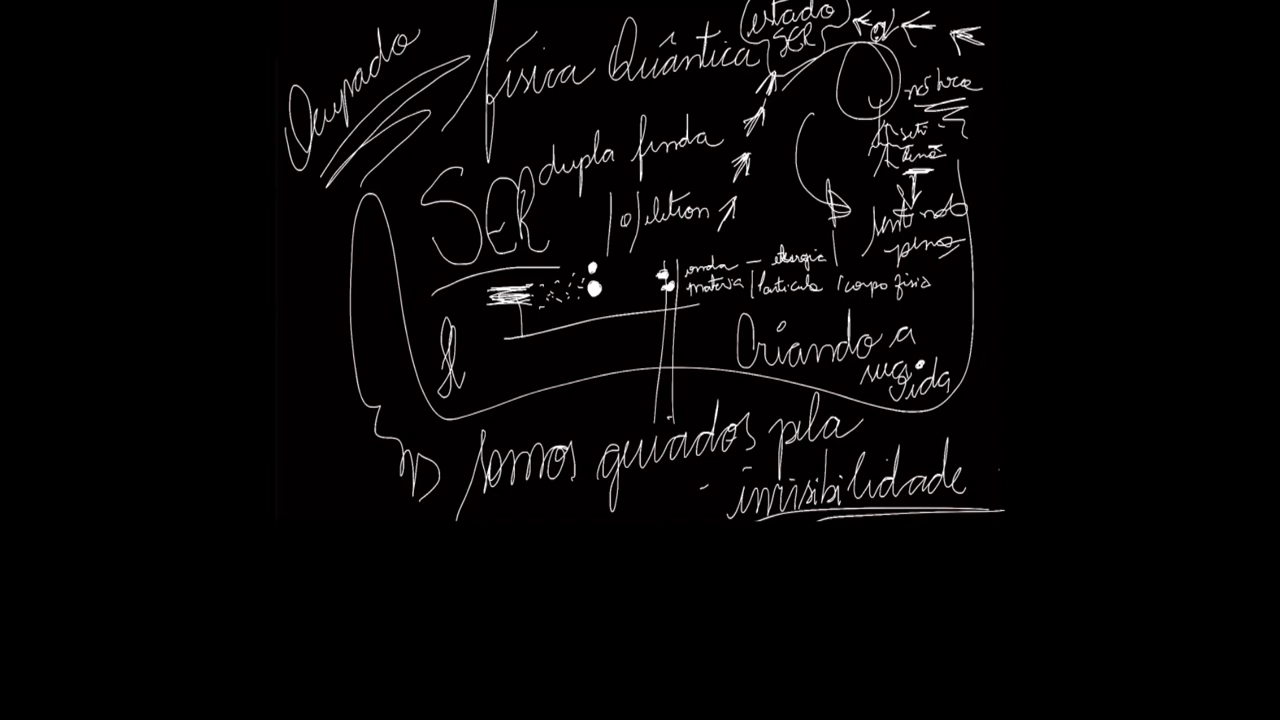 Ocupado
física Quântica
estado
SER
SER
dupla fenda
elétron
onda — energia
matéria | Partícula | corpo físico
Criando a
sua vida
somos guiados pela
invisibilidade